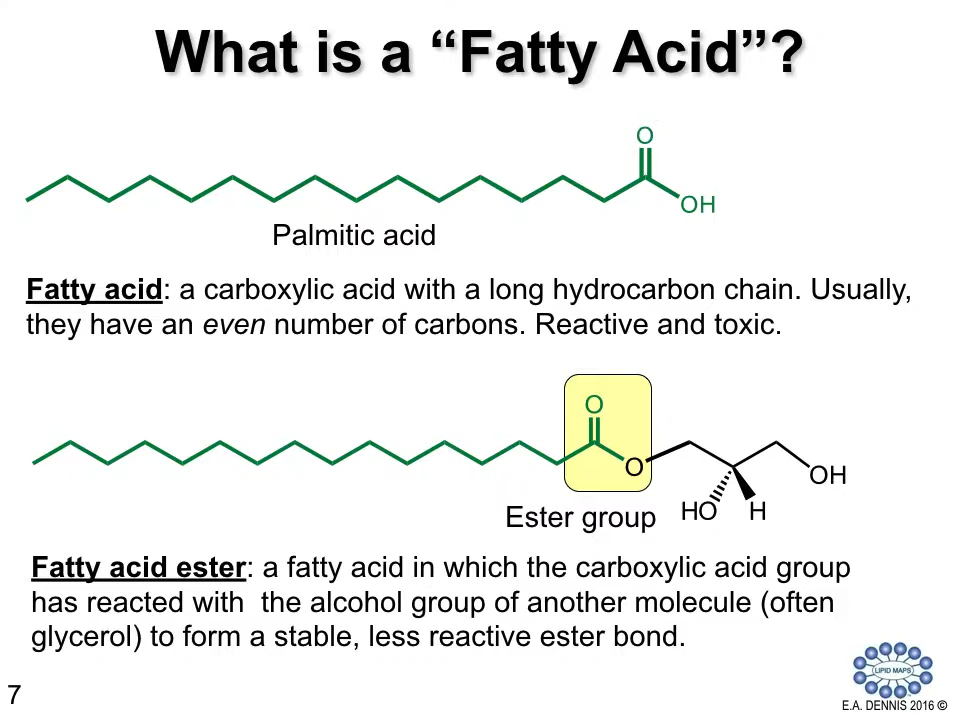 What is a “Fatty Acid”?
O
OH
Palmitic acid
Fatty acid: a carboxylic acid with a long hydrocarbon chain. Usually,
they have an even number of carbons. Reactive and toxic.
O
O
OH
HO H
Ester group
Fatty acid ester: a fatty acid in which the carboxylic acid group
has reacted with  the alcohol group of another molecule (often
glycerol) to form a stable, less reactive ester bond.
LIPID MAPS
7
E.A. DENNIS 2016 ©